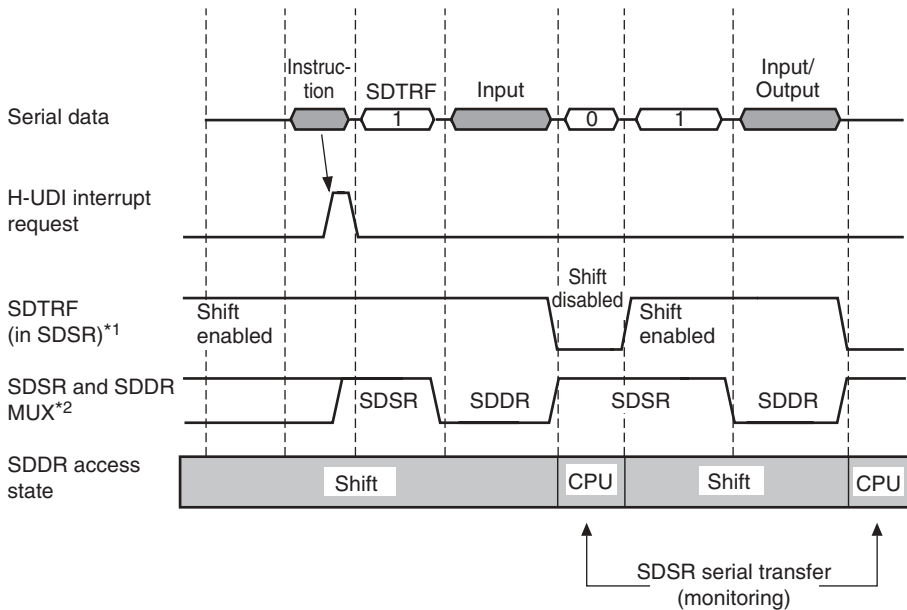 Instruc-
tion
SDTRF
Input
Input/
Output
Serial data
1
0
1
H-UDI interrupt
request
SDTRF
(in SDSR)*1
Shift
enabled
Shift
disabled
Shift
enabled
SDSR and SDDR
MUX*2
SDSR
SDDR
SDSR
SDDR
SDDR access
state
Shift
CPU
Shift
CPU
SDSR serial transfer
(monitoring)